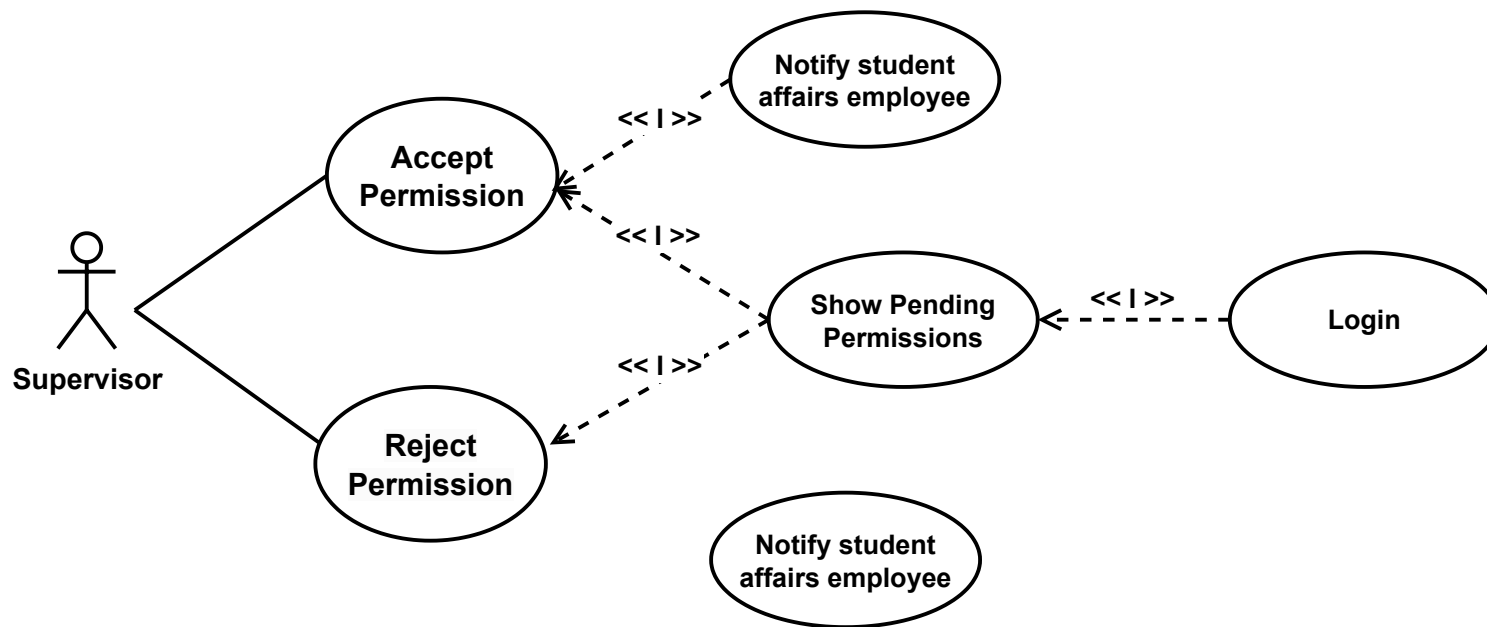 Notify student
affairs employee
<< I >>
Accept
Permission
<< I >>
Show Pending
Permissions
<< I >>
Login
Supervisor
<< I >>
Reject
Permission
Notify student
affairs employee